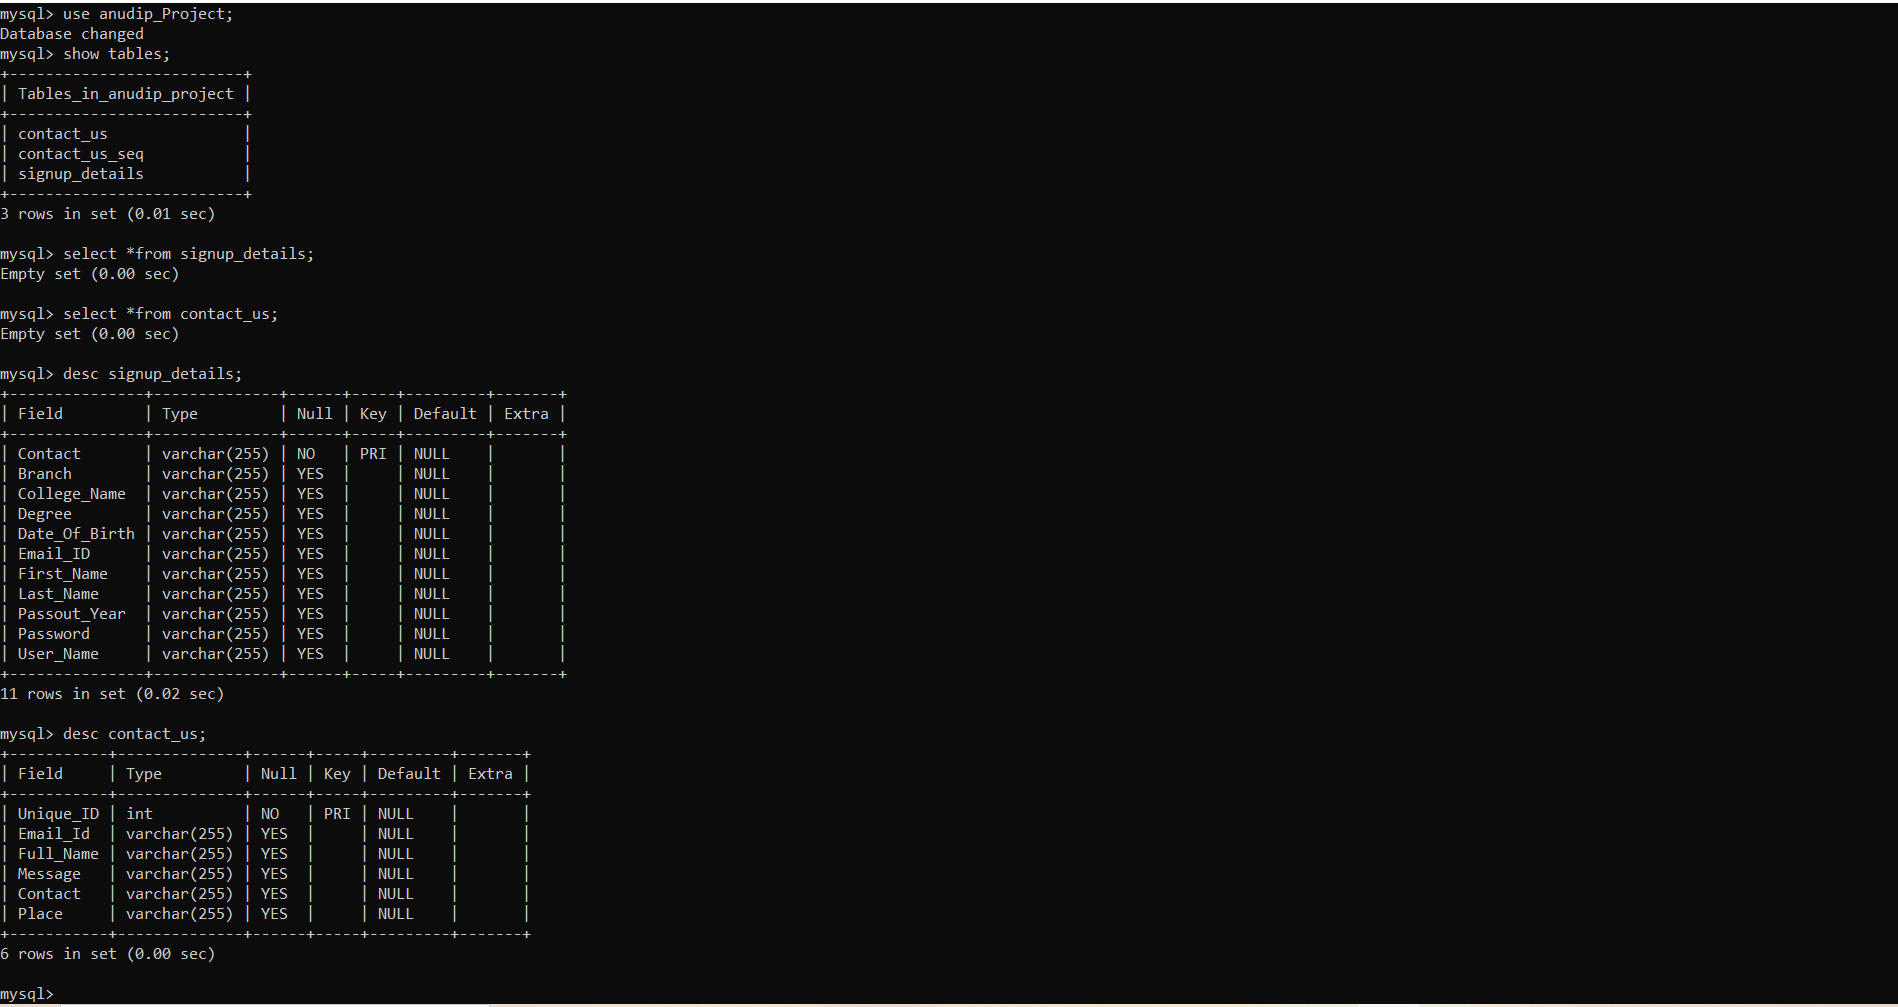 mysql> use anudip_Project;
Database changed
mysql> show tables;
+--------------------------+
| Tables_in_anudip_project |
+--------------------------+
| contact_us               |
| contact_us_seq           |
| signup_details           |
+--------------------------+
3 rows in set (0.01 sec)

mysql> select *from signup_details;
Empty set (0.00 sec)

mysql> select *from contact_us;
Empty set (0.00 sec)

mysql> desc signup_details;
+---------------+--------------+------+-----+---------+-------+
| Field         | Type         | Null | Key | Default | Extra |
+---------------+--------------+------+-----+---------+-------+
| Contact       | varchar(255) | NO   | PRI | NULL    |       |
| Branch        | varchar(255) | YES  |     | NULL    |       |
| College_Name  | varchar(255) | YES  |     | NULL    |       |
| Degree        | varchar(255) | YES  |     | NULL    |       |
| Date_Of_Birth | varchar(255) | YES  |     | NULL    |       |
| Email_ID      | varchar(255) | YES  |     | NULL    |       |
| First_Name    | varchar(255) | YES  |     | NULL    |       |
| Last_Name     | varchar(255) | YES  |     | NULL    |       |
| Passout_Year  | varchar(255) | YES  |     | NULL    |       |
| Password      | varchar(255) | YES  |     | NULL    |       |
| User_Name     | varchar(255) | YES  |     | NULL    |       |
+---------------+--------------+------+-----+---------+-------+
11 rows in set (0.02 sec)

mysql> desc contact_us;
+-----------+--------------+------+-----+---------+-------+
| Field     | Type         | Null | Key | Default | Extra |
+-----------+--------------+------+-----+---------+-------+
| Unique_ID | int          | NO   | PRI | NULL    |       |
| Email_Id  | varchar(255) | YES  |     | NULL    |       |
| Full_Name | varchar(255) | YES  |     | NULL    |       |
| Message   | varchar(255) | YES  |     | NULL    |       |
| Contact   | varchar(255) | YES  |     | NULL    |       |
| Place     | varchar(255) | YES  |     | NULL    |       |
+-----------+--------------+------+-----+---------+-------+
6 rows in set (0.00 sec)

mysql>